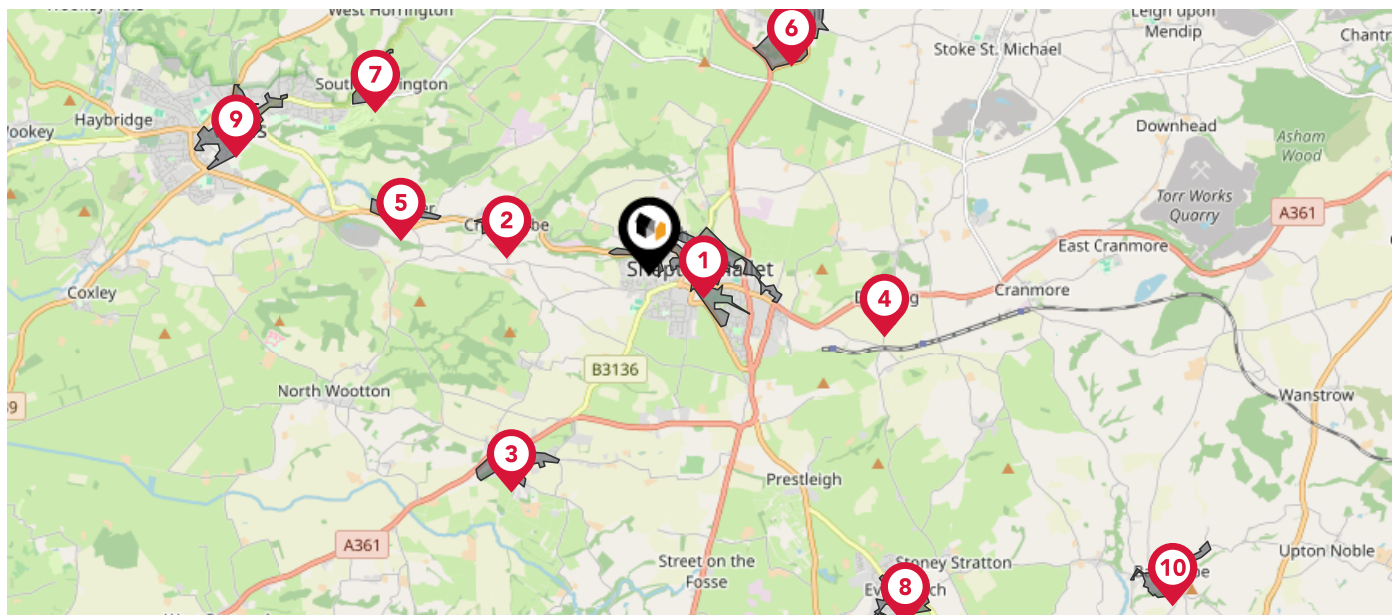 West Horrington
Leigh upon
Mendip
6
Stoke St. Michael
Chantr
7
9
Haybridge
Wookey
Downhead
Asham
Wood
5
2
Torr Works
Quarry
A361
1
East Cranmore
Coxley
4
Cranmore
B3136
North Wootton
Wanstrow
3
Prestleigh
A361
Street on the
Fosse
Stoney Stratton
Upton Noble
8
10